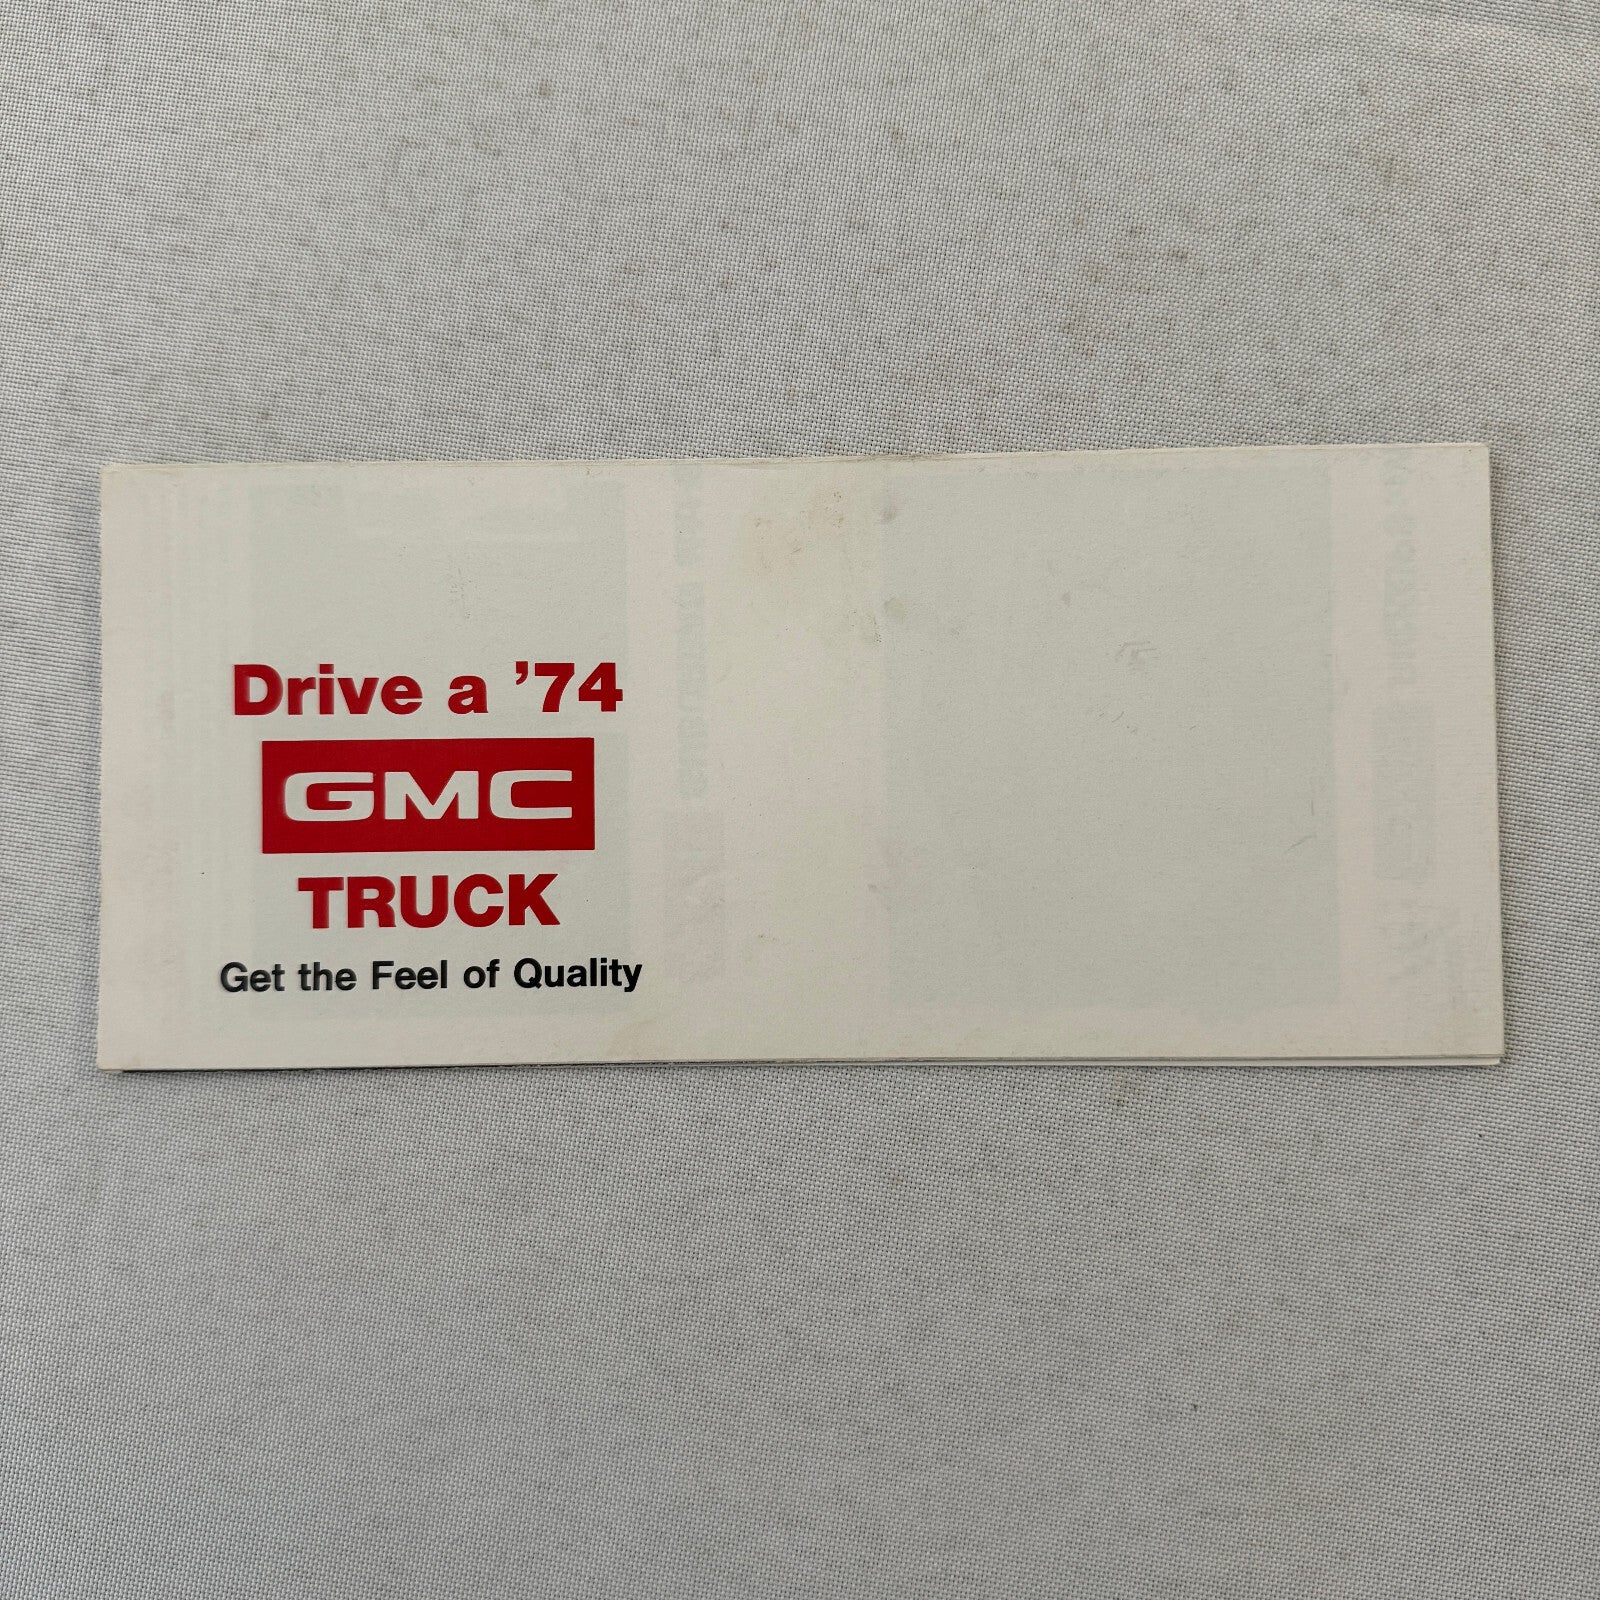 Drive a ’74
GMC
TRUCK
Get the Feel of Quality